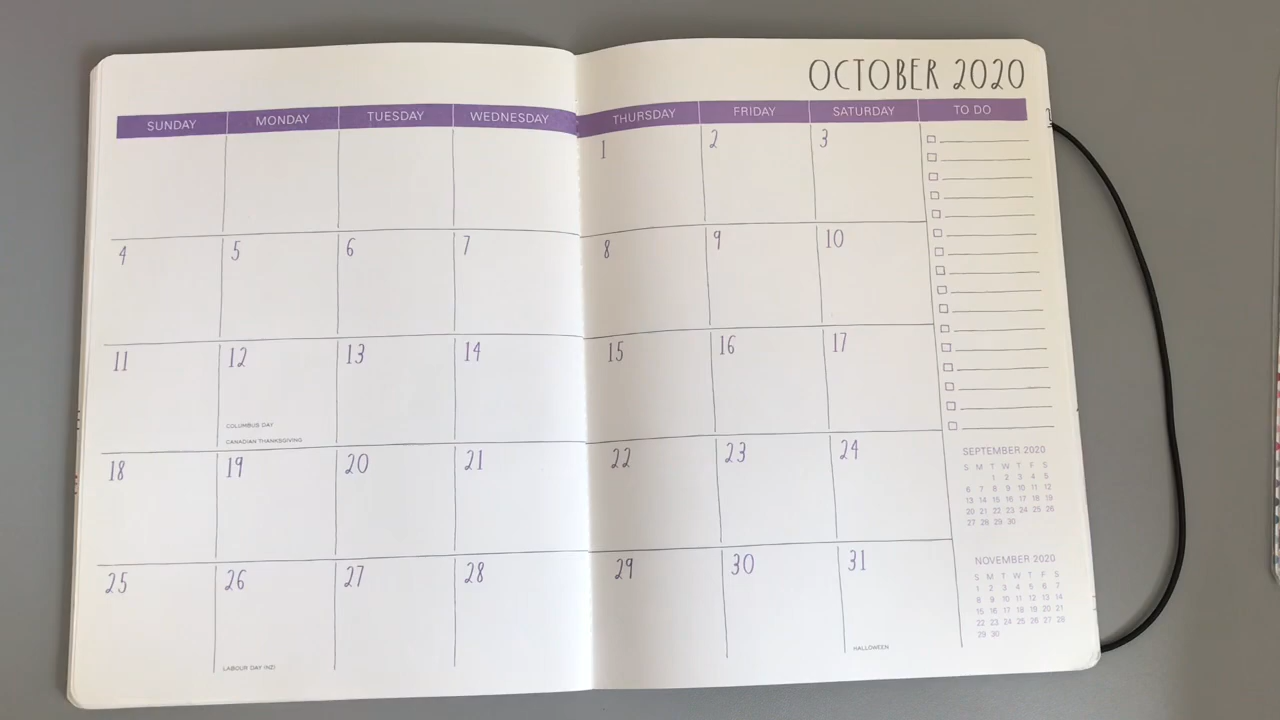 OCTOBER 2020
SUNDAY MONDAY TUESDAY WEDNESDAY THURSDAY FRIDAY SATURDAY TO DO
1 2 3
4 5 6 7 8 9 10
11 12 13 14 15 16 17
COLUMBUS DAY
CANADIAN THANKSGIVING
18 19 20 21 22 23 24
25 26 27 28 29 30 31
LABOUR DAY (NZ)
HALLOWEEN
SEPTEMBER 2020
S M T W T F S
1 2 3 4 5
6 7 8 9 10 11 12
13 14 15 16 17 18 19
20 21 22 23 24 25 26
27 28 29 30
NOVEMBER 2020
S M T W T F S
1 2 3 4 5 6 7
8 9 10 11 12 13 14
15 16 17 18 19 20 21
22 23 24 25 26 27 28
29 30